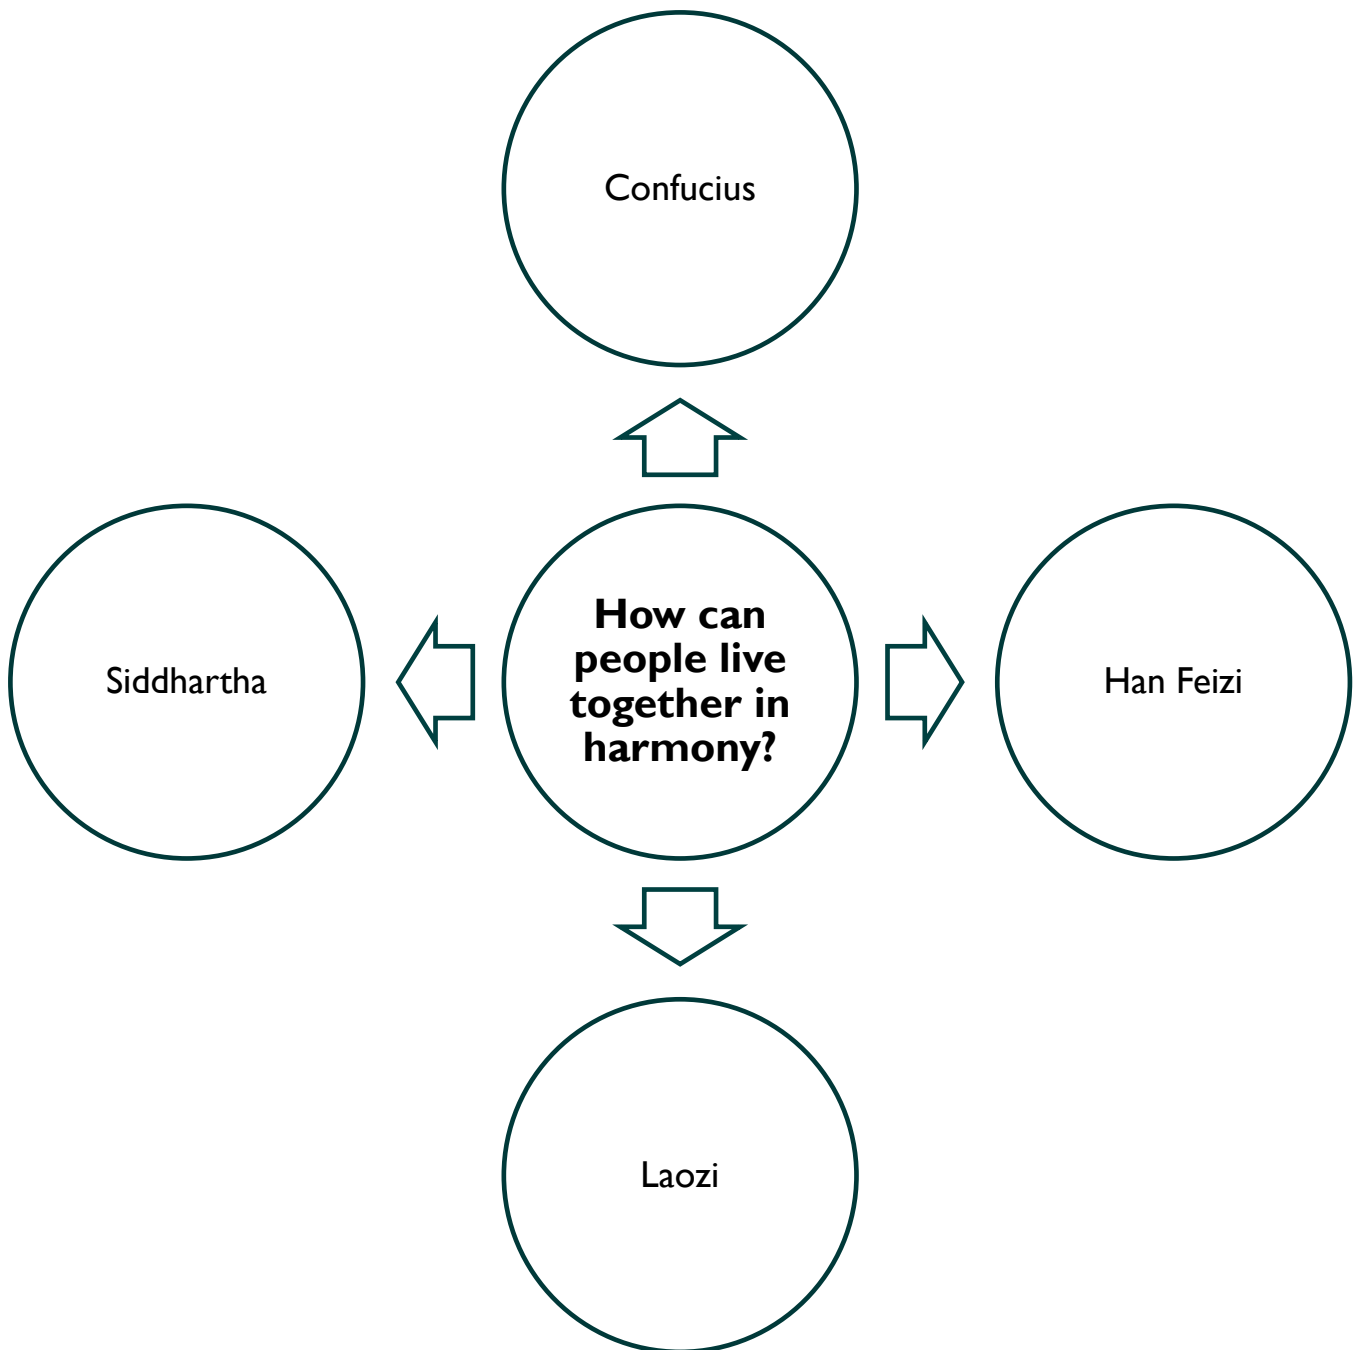 Confucius
Siddhartha
How can
people live
together in
harmony?
Han Feizi
Laozi